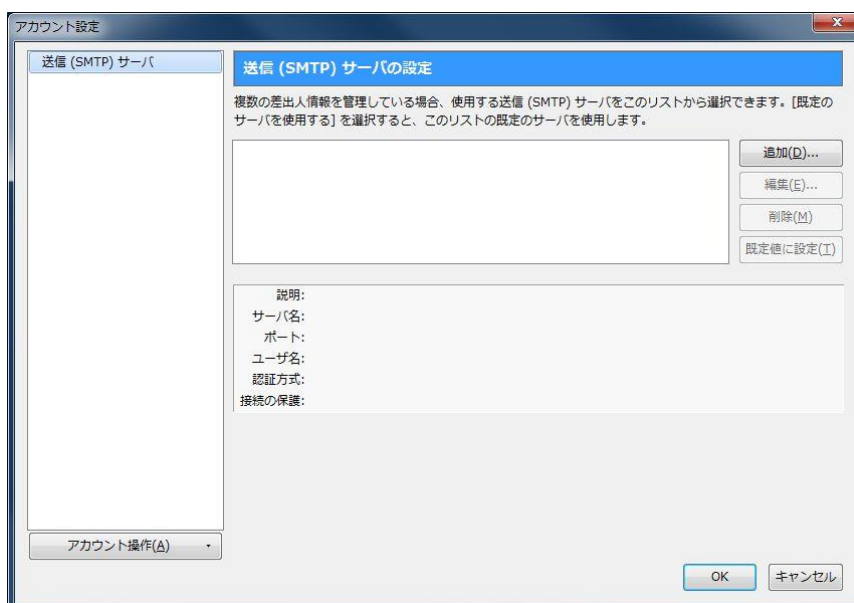 アカウント設定
送信 (SMTP) サーバ
送信 (SMTP) サーバの設定
複数の差出人情報を管理している場合、使用する送信 (SMTP) サーバをこのリストから選択できます。[既定の
サーバを使用する] を選択すると、このリストの既定のサーバを使用します。
追加(D)...
編集(E)...
削除(M)
既定値に設定(T)
説明:
サーバ名:
ポート:
ユーザ名:
認証方式:
接続の保護:
アカウント操作(A)
OK
キャンセル